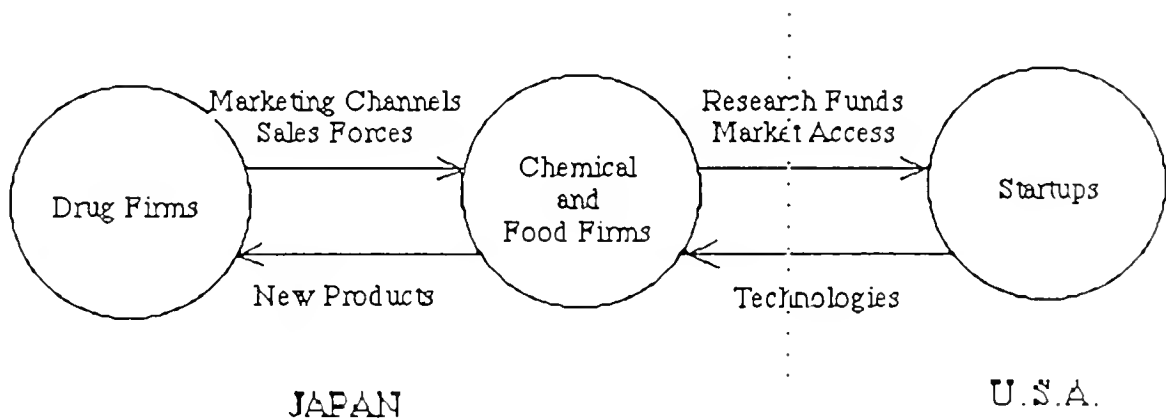 Marketing Channels
Sales Forces
Research Funds
Market Access
Drug Firms
Chemical
and
Food Firms
Startups
New Products
Technologies
JAPAN
U.S.A.